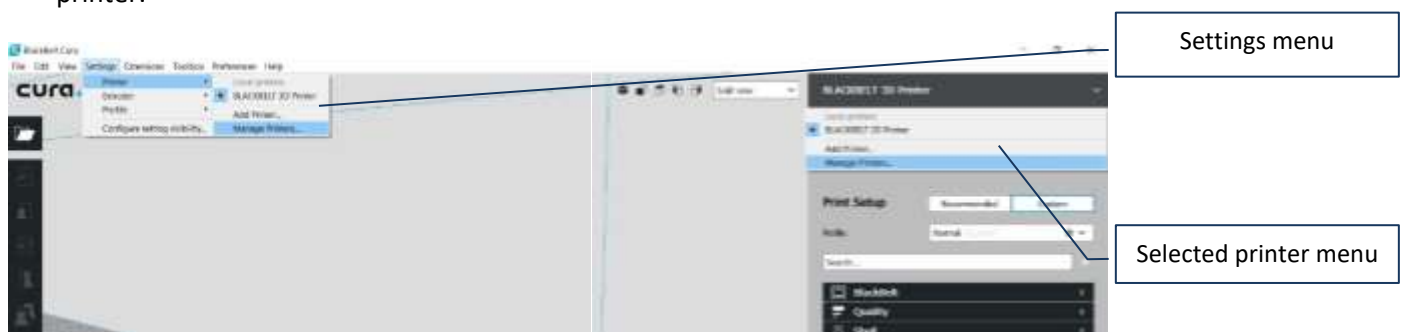 printer.
Settings menu
BlackBelt Cura
File Edit View Settings Extensions Toolbox Preferences Help
cura.
Printer
Extruder
Profile
Configure setting visibility...
Local printers
BLACKBELT 3D Printer
Add Printer...
Manage Printers...
BLACKBELT 3D Printer
Local printers
BLACKBELT 3D Printer
Add Printer...
Manage Printers...
Print Setup
Recommended
Custom
Profile:
Normal
Search...
Selected printer menu
BlackBelt
Quality
Shell